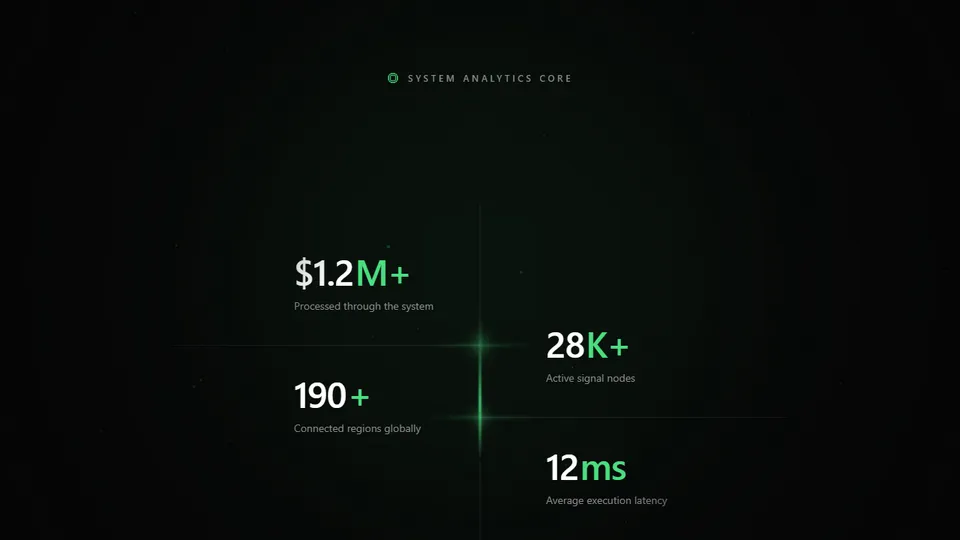 SYSTEM ANALYTICS CORE
$1.2M+
Processed through the system
28K+
Active signal nodes
190+
Connected regions globally
12ms
Average execution latency